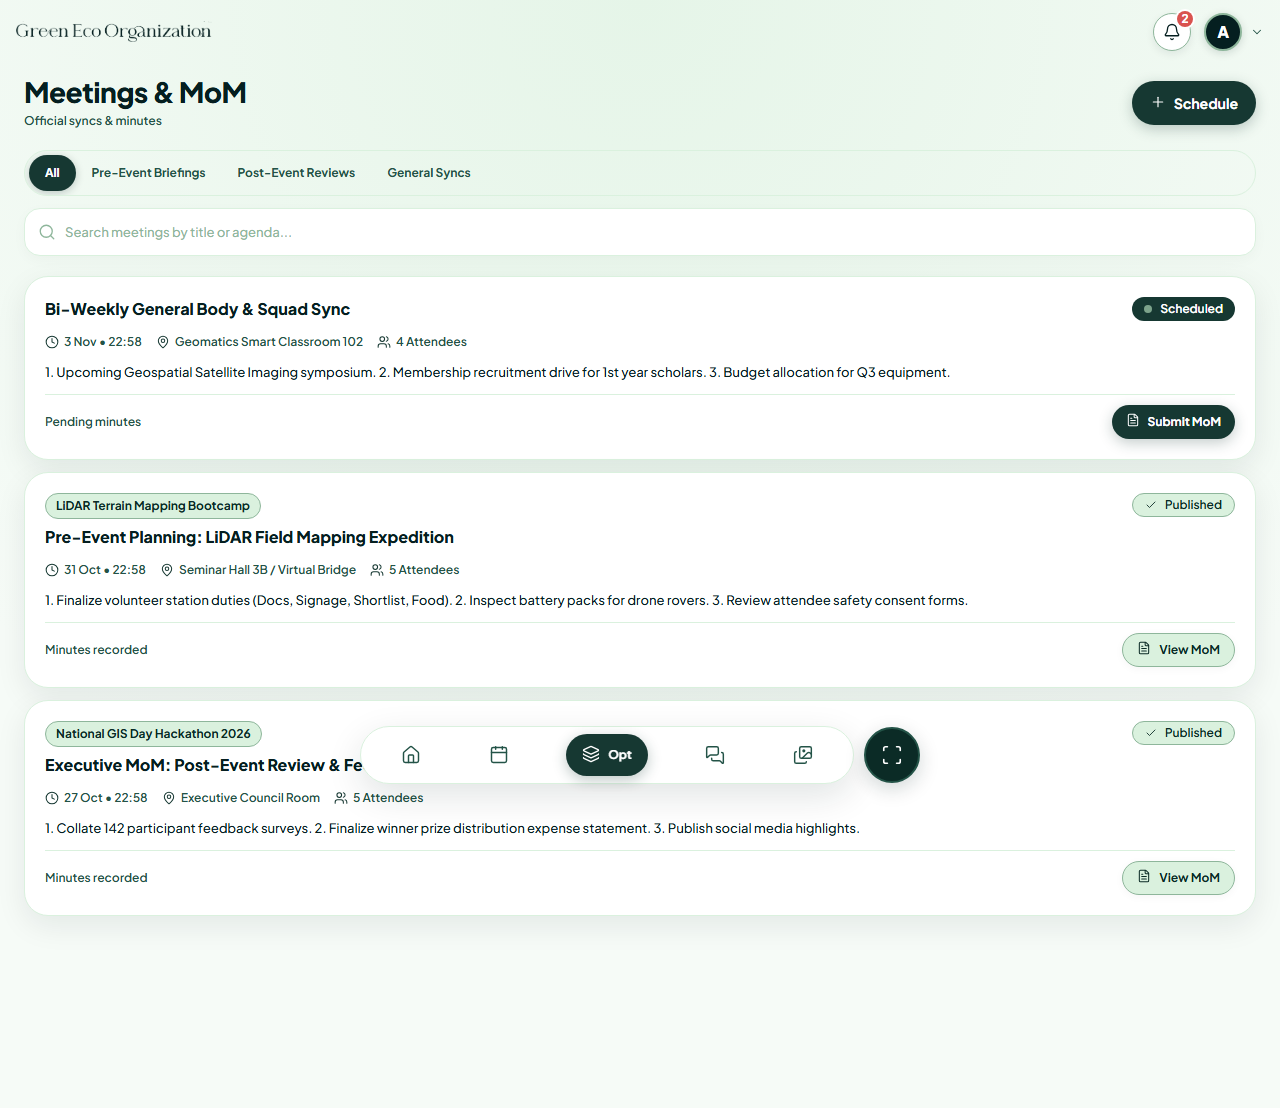 Green Eco Organization
2
A
Meetings & MoM
Official syncs & minutes
+ Schedule
All
Pre-Event Briefings
Post-Event Reviews
General Syncs
Search meetings by title or agenda...
Bi-Weekly General Body & Squad Sync
Scheduled
3 Nov • 22:58
Geomatics Smart Classroom 102
4 Attendees
1. Upcoming Geospatial Satellite Imaging symposium. 2. Membership recruitment drive for 1st year scholars. 3. Budget allocation for Q3 equipment.
Pending minutes
Submit MoM
LiDAR Terrain Mapping Bootcamp
Published
Pre-Event Planning: LiDAR Field Mapping Expedition
31 Oct • 22:58
Seminar Hall 3B / Virtual Bridge
5 Attendees
1. Finalize volunteer station duties (Docs, Signage, Shortlist, Food). 2. Inspect battery packs for drone rovers. 3. Review attendee safety consent forms.
Minutes recorded
View MoM
National GIS Day Hackathon 2026
Published
Executive MoM: Post-Event Review & Fe
Opt
27 Oct • 22:58
Executive Council Room
5 Attendees
1. Collate 142 participant feedback surveys. 2. Finalize winner prize distribution expense statement. 3. Publish social media highlights.
Minutes recorded
View MoM